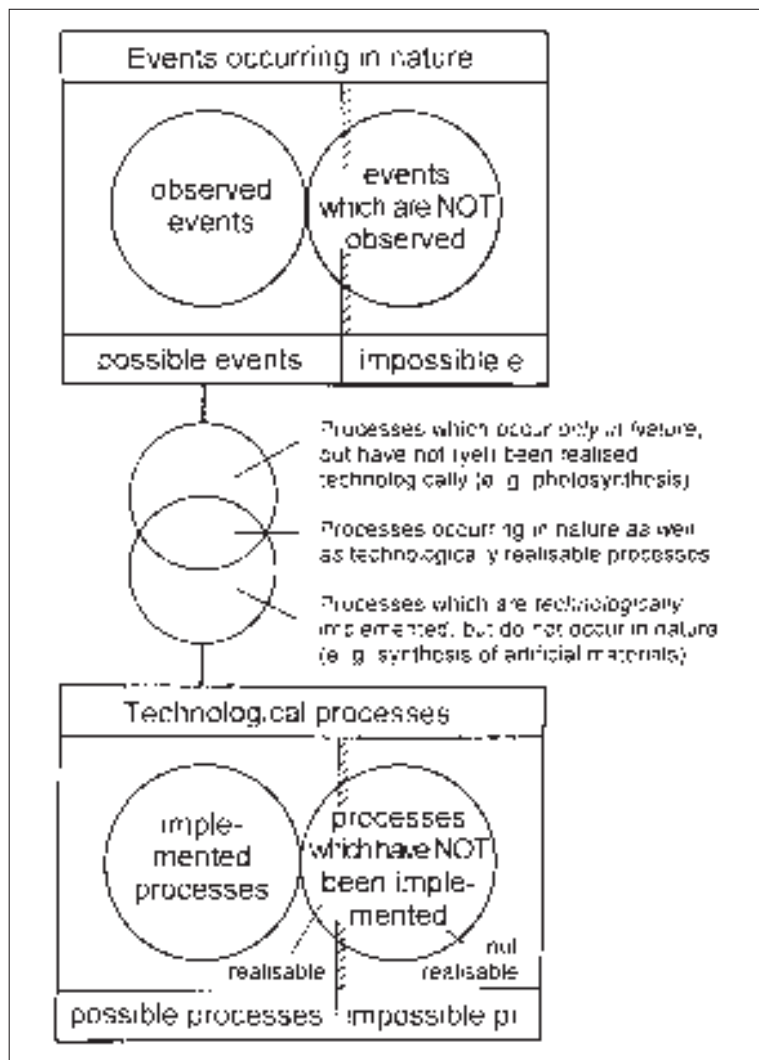 Events occurring in nature
observed
events
events
which are NOT
observed
possible events
impossible e
Processes which occur only in Nature,
but have not (yet) been realised
technologically (e. g. photosynthesis)
Processes occurring in nature as well
as technologically realisable processes
Processes which are technologically
implemented, but do not occur in nature
(e. g. synthesis of artificial materials)
Technological processes
imple-
mented
processes
processes
which have NOT
been imple-
mented
realisable
not
realisable
possible processes
impossible p